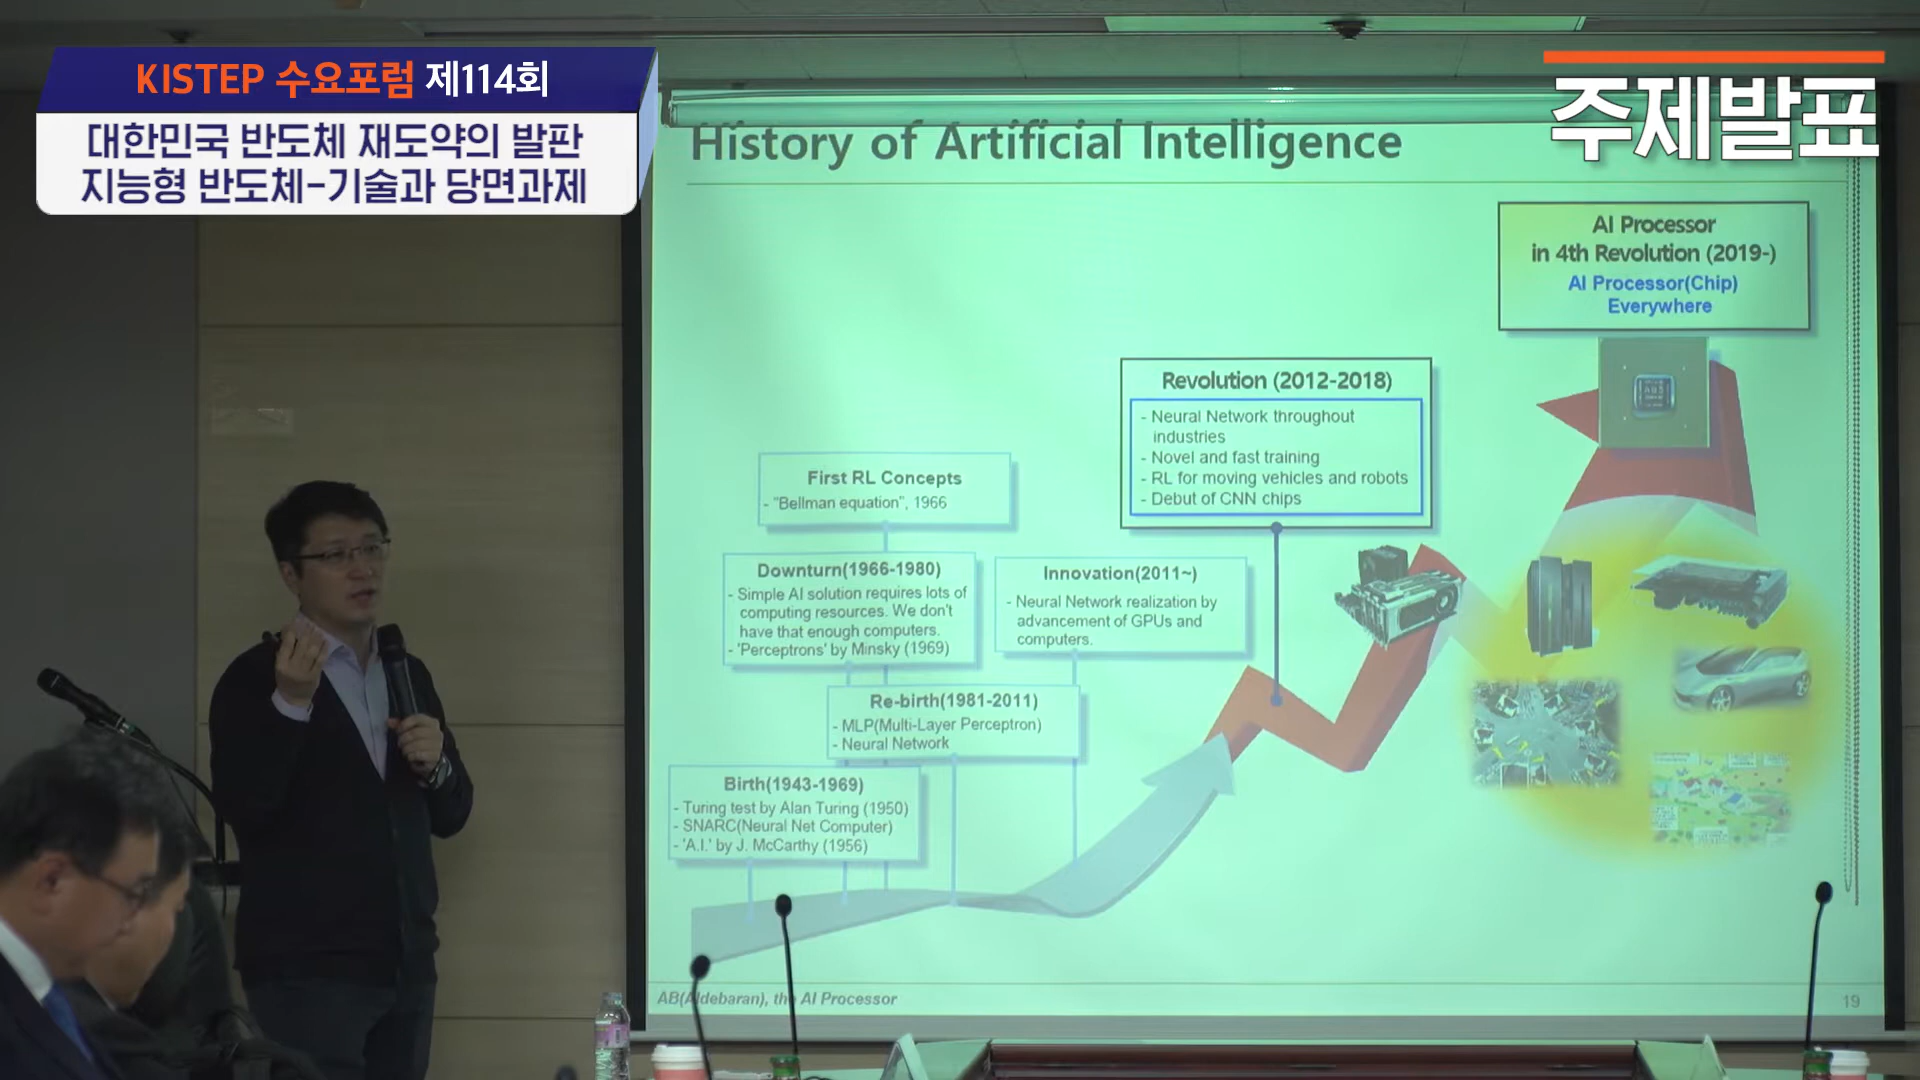 KISTEP 수요포럼 제114회
대한민국 반도체 재도약의 발판
지능형 반도체-기술과 당면과제
주제발표
History of Artificial Intelligence
AI Processor
in 4th Revolution (2019-)
AI Processor(Chip)
Everywhere
Revolution (2012-2018)
- Neural Network throughout
industries
- Novel and fast training
- RL for moving vehicles and robots
- Debut of CNN chips
First RL Concepts
- "Bellman equation", 1966
Downturn(1966-1980)
- Simple AI solution requires lots of
computing resources. We don't
have that enough computers.
- 'Perceptrons' by Minsky (1969)
Innovation(2011~)
- Neural Network realization by
advancement of GPUs and
computers.
Re-birth(1981-2011)
- MLP(Multi-Layer Perceptron)
- Neural Network
Birth(1943-1969)
- Turing test by Alan Turing (1950)
- SNARC(Neural Net Computer)
- 'A.I.' by J. McCarthy (1956)
AB(Aldebaran), the AI Processor
19